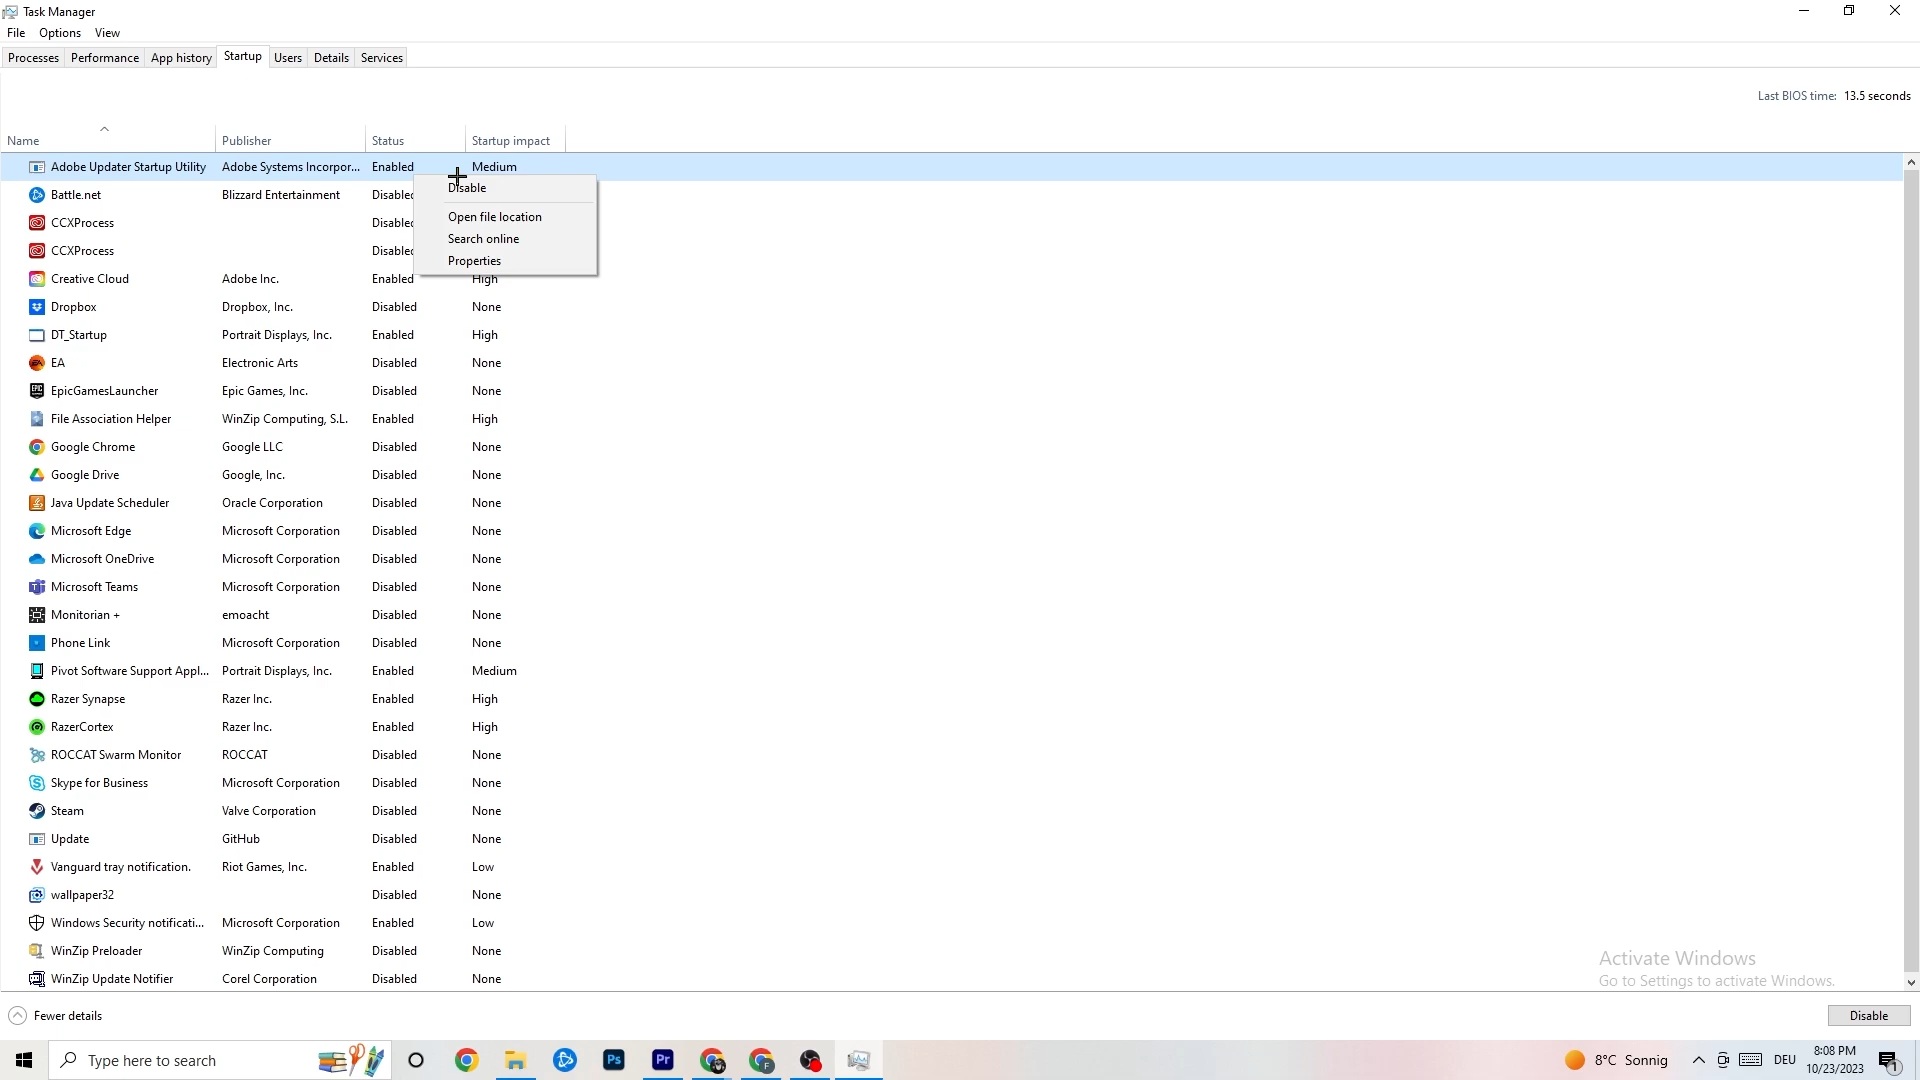 Task Manager
File Options View
Processes Performance App history Startup Users Details Services
Last BIOS time: 13.5 seconds
Name Publisher Status Startup impact
Adobe Updater Startup Utility Adobe Systems Incorpor... Enabled Medium
Disable
Open file location
Search online
Properties
Battle.net Blizzard Entertainment Disabled
CCXProcess Disabled
CCXProcess Disabled
Creative Cloud Adobe Inc. Enabled High
Dropbox Dropbox, Inc. Disabled None
DT_Startup Portrait Displays, Inc. Enabled High
EA Electronic Arts Disabled None
EpicGamesLauncher Epic Games, Inc. Disabled None
File Association Helper WinZip Computing, S.L. Enabled High
Google Chrome Google LLC Disabled None
Google Drive Google, Inc. Disabled None
Java Update Scheduler Oracle Corporation Disabled None
Microsoft Edge Microsoft Corporation Disabled None
Microsoft OneDrive Microsoft Corporation Disabled None
Microsoft Teams Microsoft Corporation Disabled None
Monitorian + emoacht Disabled None
Phone Link Microsoft Corporation Disabled None
Pivot Software Support Appl... Portrait Displays, Inc. Enabled Medium
Razer Synapse Razer Inc. Enabled High
RazerCortex Razer Inc. Enabled High
ROCCAT Swarm Monitor ROCCAT Disabled None
Skype for Business Microsoft Corporation Disabled None
Steam Valve Corporation Disabled None
Update GitHub Disabled None
Vanguard tray notification. Riot Games, Inc. Enabled Low
wallpaper32 Disabled None
Windows Security notificati... Microsoft Corporation Enabled Low
WinZip Preloader WinZip Computing Disabled None
WinZip Update Notifier Corel Corporation Disabled None
Activate Windows
Go to Settings to activate Windows.
Fewer details Disable
Type here to search Ps Pr 8°C Sonnig DEU 8:08 PM
10/23/2023 1